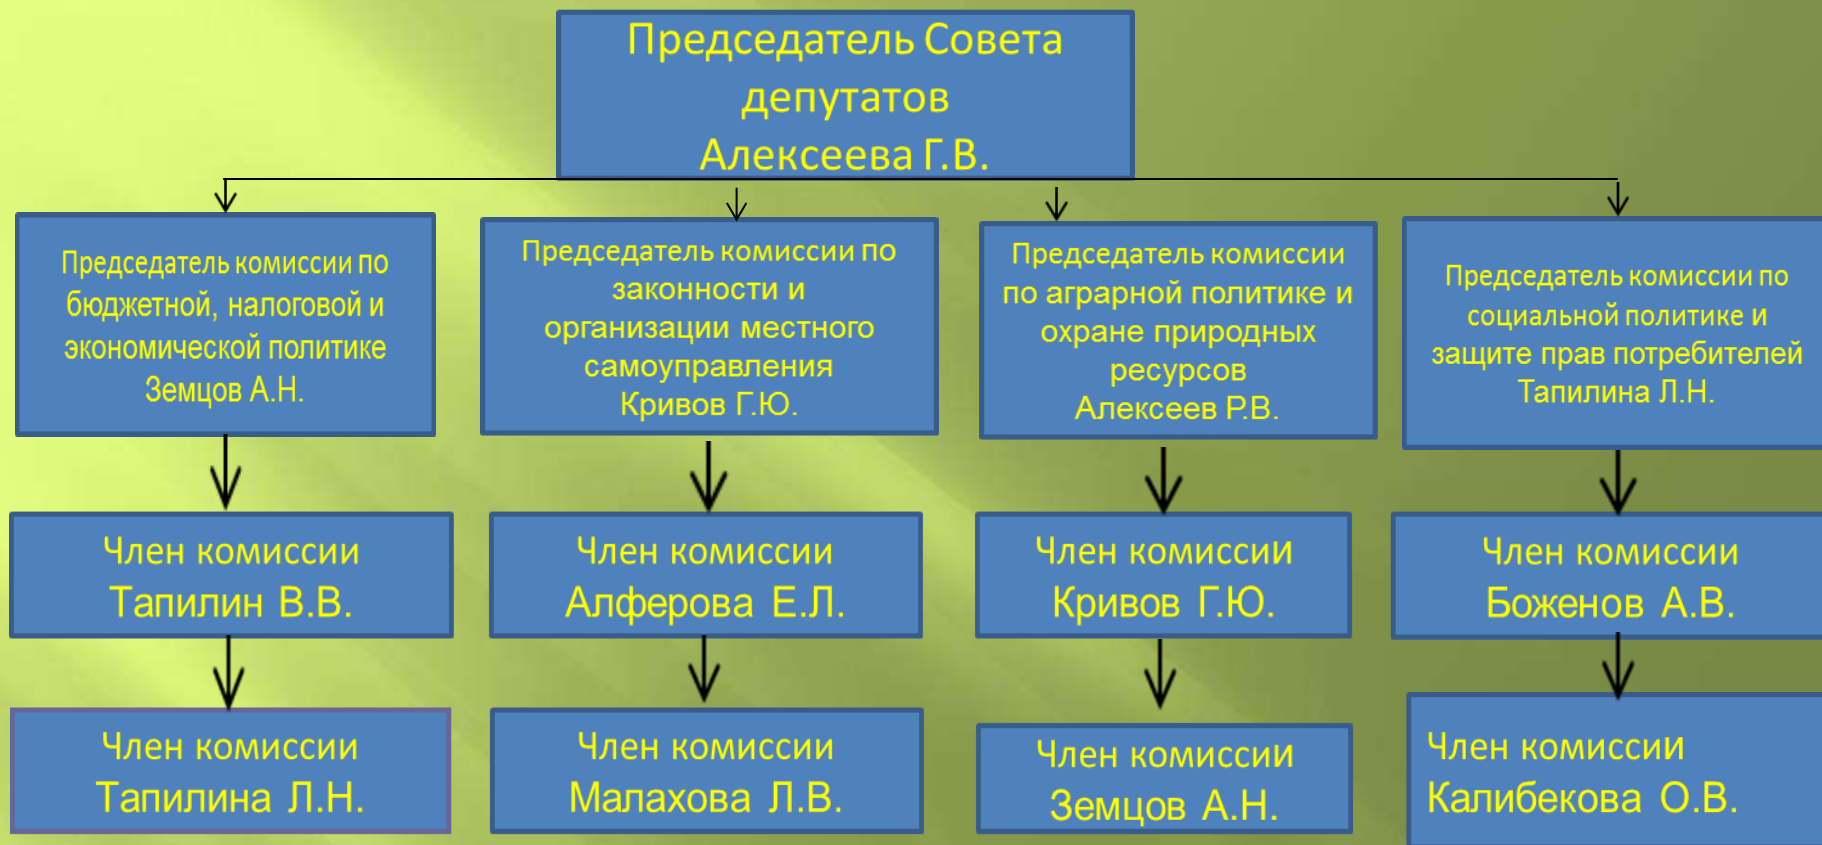 Председатель Совета
депутатов
Алексеева Г.В.
Председатель комиссии по
бюджетной, налоговой и
экономической политике
Земцов А.Н.
Председатель комиссии по
законности и
организации местного
самоуправления
Кривов Г.Ю.
Председатель комиссии
по аграрной политике и
охране природных
ресурсов
Алексеев Р.В.
Председатель комиссии по
социальной политике и
защите прав потребителей
Тапилина Л.Н.
Член комиссии
Тапилин В.В.
Член комиссии
Алферова Е.Л.
Член комиссии
Кривов Г.Ю.
Член комиссии
Боженов А.В.
Член комиссии
Тапилина Л.Н.
Член комиссии
Малахова Л.В.
Член комиссии
Земцов А.Н.
Член комиссии
Калибекова О.В.